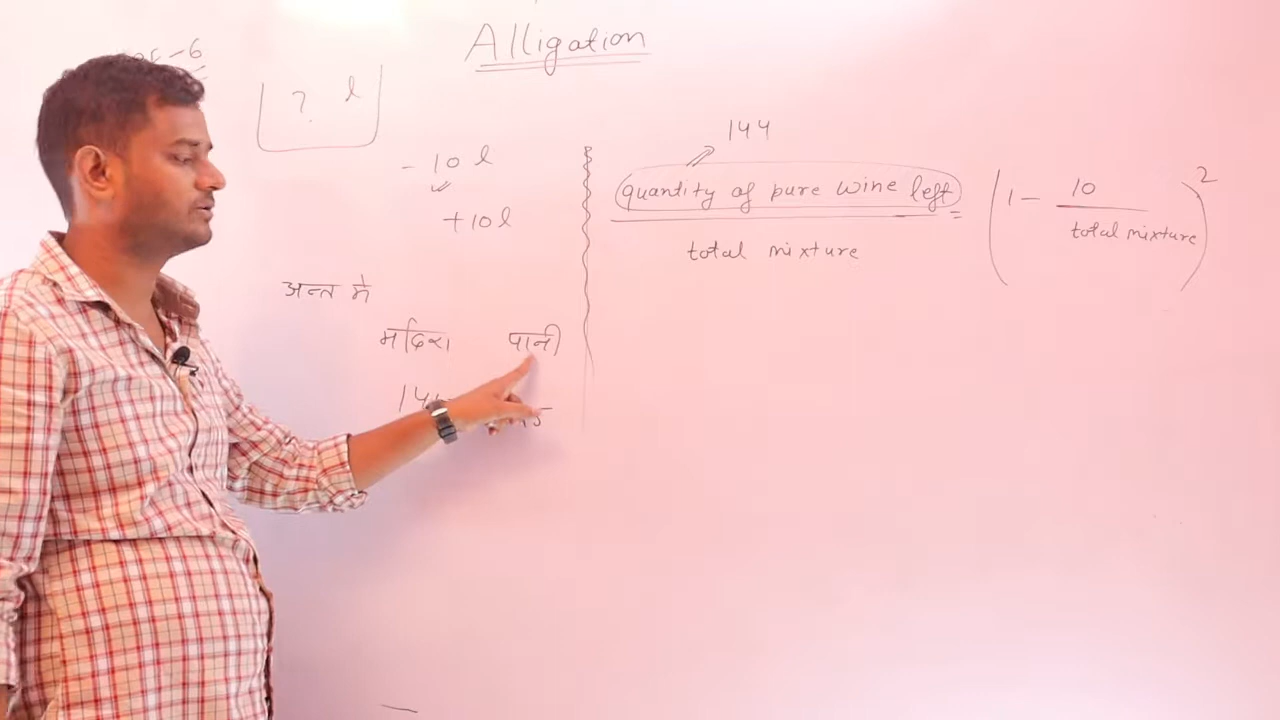 Alligation
? l
- 10 l
+ 10 l
अन्त मे
मदिरा पानी
144
quantity of pure wine left
total mixture
=
( 1 - 10
total mixture ) 2